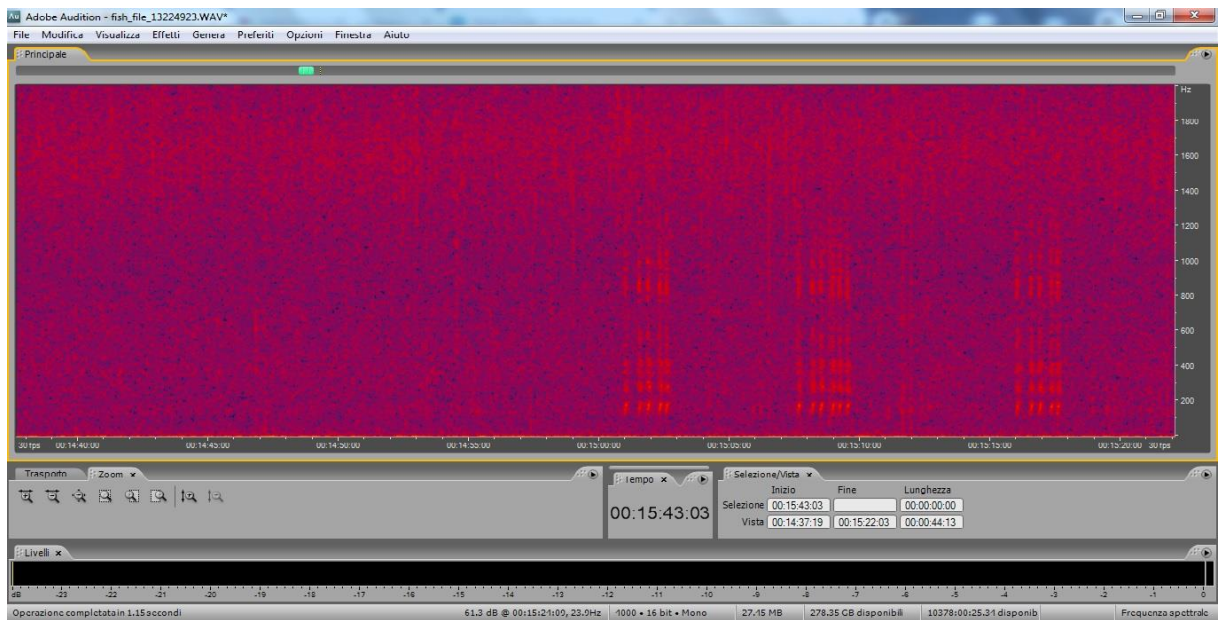 Au Adobe Audition - fish_file_13224923.WAV*
File Modifica Visualizza Effetti Genera Preferiti Opzioni Finestra Aiuto
Principale
Hz
1800
1600
1400
1200
1000
800
600
400
200
30 fps 00:14:40:00 00:14:45:00 00:14:50:00 00:14:55:00 00:15:00:00 00:15:05:00 00:15:10:00 00:15:15:00 00:15:20:00 30 fps
Trasporto Zoom x
Tempo x
00:15:43:03
Selezione/Vista x
Inizio Fine Lunghezza
Selezione 00:15:43:03 00:00:00:00
Vista 00:14:37:19 00:15:22:03 00:00:44:13
Livelli x
dB -23 -22 -21 -20 -19 -18 -17 -16 -15 -14 -13 -12 -11 -10 -9 -8 -7 -6 -5 -4 -3 -2 -1 0
Operazione completata in 1.15 secondi 61.3 dB @ 00:15:21:09, 23.9Hz 4000 • 16 bit • Mono 27.45 MB 278.35 GB disponibili 10378:00:25.31 disponib Frequenza spettrale